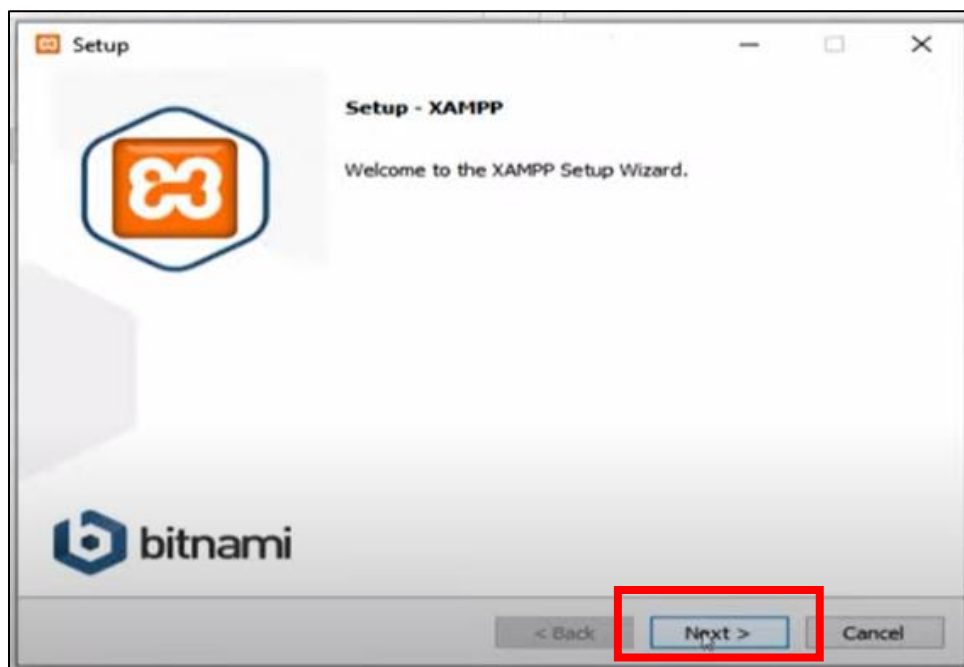 Setup
Setup - XAMPP
Welcome to the XAMPP Setup Wizard.
bitnami
< Back
Next >
Cancel